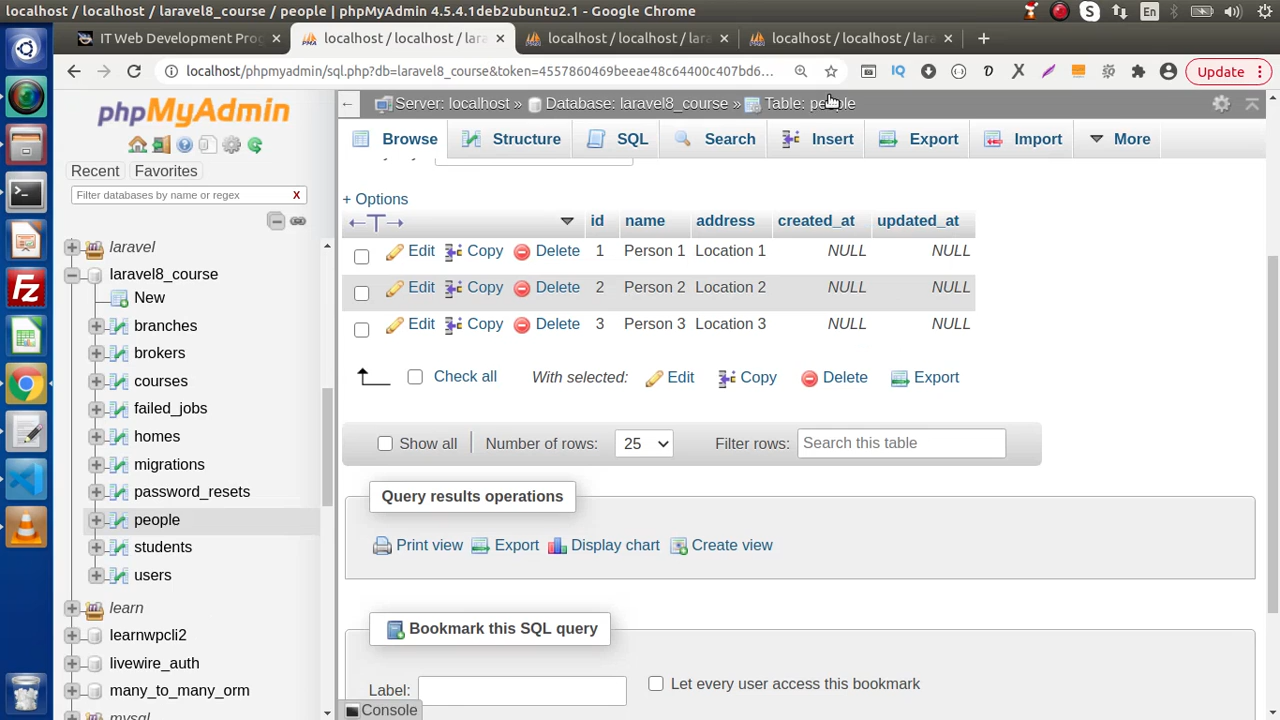 localhost / localhost / laravel8_course / people | phpMyAdmin 4.5.4.1deb2ubuntu2.1 - Google Chrome
En
IT Web Development Pro
localhost / localhost / lara
localhost / localhost / lara
localhost / localhost / lara
localhost/phpmyadmin/sql.php?db=laravel8_course&token=4557860469beeae48c64400c407bd6…
Update
phpMyAdmin
Recent
Favorites
Filter databases by name or regex
X
laravel
laravel8_course
New
branches
brokers
courses
failed_jobs
homes
migrations
password_resets
people
students
users
learn
learnwpcli2
livewire_auth
many_to_many_orm
mysql
Server: localhost » Database: laravel8_course » Table: people
Browse
Structure
SQL
Search
Insert
Export
Import
More
+ Options
id name address created_at updated_at
Edit Copy Delete 1 Person 1 Location 1 NULL NULL
Edit Copy Delete 2 Person 2 Location 2 NULL NULL
Edit Copy Delete 3 Person 3 Location 3 NULL NULL
Check all With selected: Edit Copy Delete Export
Show all Number of rows: 25 Filter rows: Search this table
Query results operations
Print view Export Display chart Create view
Bookmark this SQL query
Label:
Let every user access this bookmark
Console